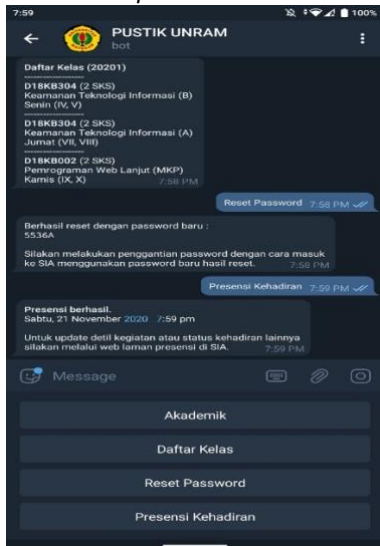 7:59
100%
PUSTIK UNRAM
bot
Daftar Kelas (20201)
--------------------
D18KB304 (2 SKS)
Keamanan Teknologi Informasi (B)
Senin (IV, V)
--------------------
D18KB304 (2 SKS)
Keamanan Teknologi Informasi (A)
Jumat (VII, VIII)
--------------------
D18KB002 (2 SKS)
Pemrograman Web Lanjut (MKP)
Kamis (IX, X)
7:58 PM
Reset Password 7:58 PM
Berhasil reset dengan password baru :
5536A
Silakan melakukan penggantian password dengan cara masuk
ke SIA menggunakan password baru hasil reset.
7:58 PM
Presensi Kehadiran 7:59 PM
Presensi berhasil.
Sabtu, 21 November 2020 7:59 pm
Untuk update detil kegiatan atau status kehadiran lainnya
silakan melalui web laman presensi di SIA.
7:59 PM
Message
Akademik
Daftar Kelas
Reset Password
Presensi Kehadiran